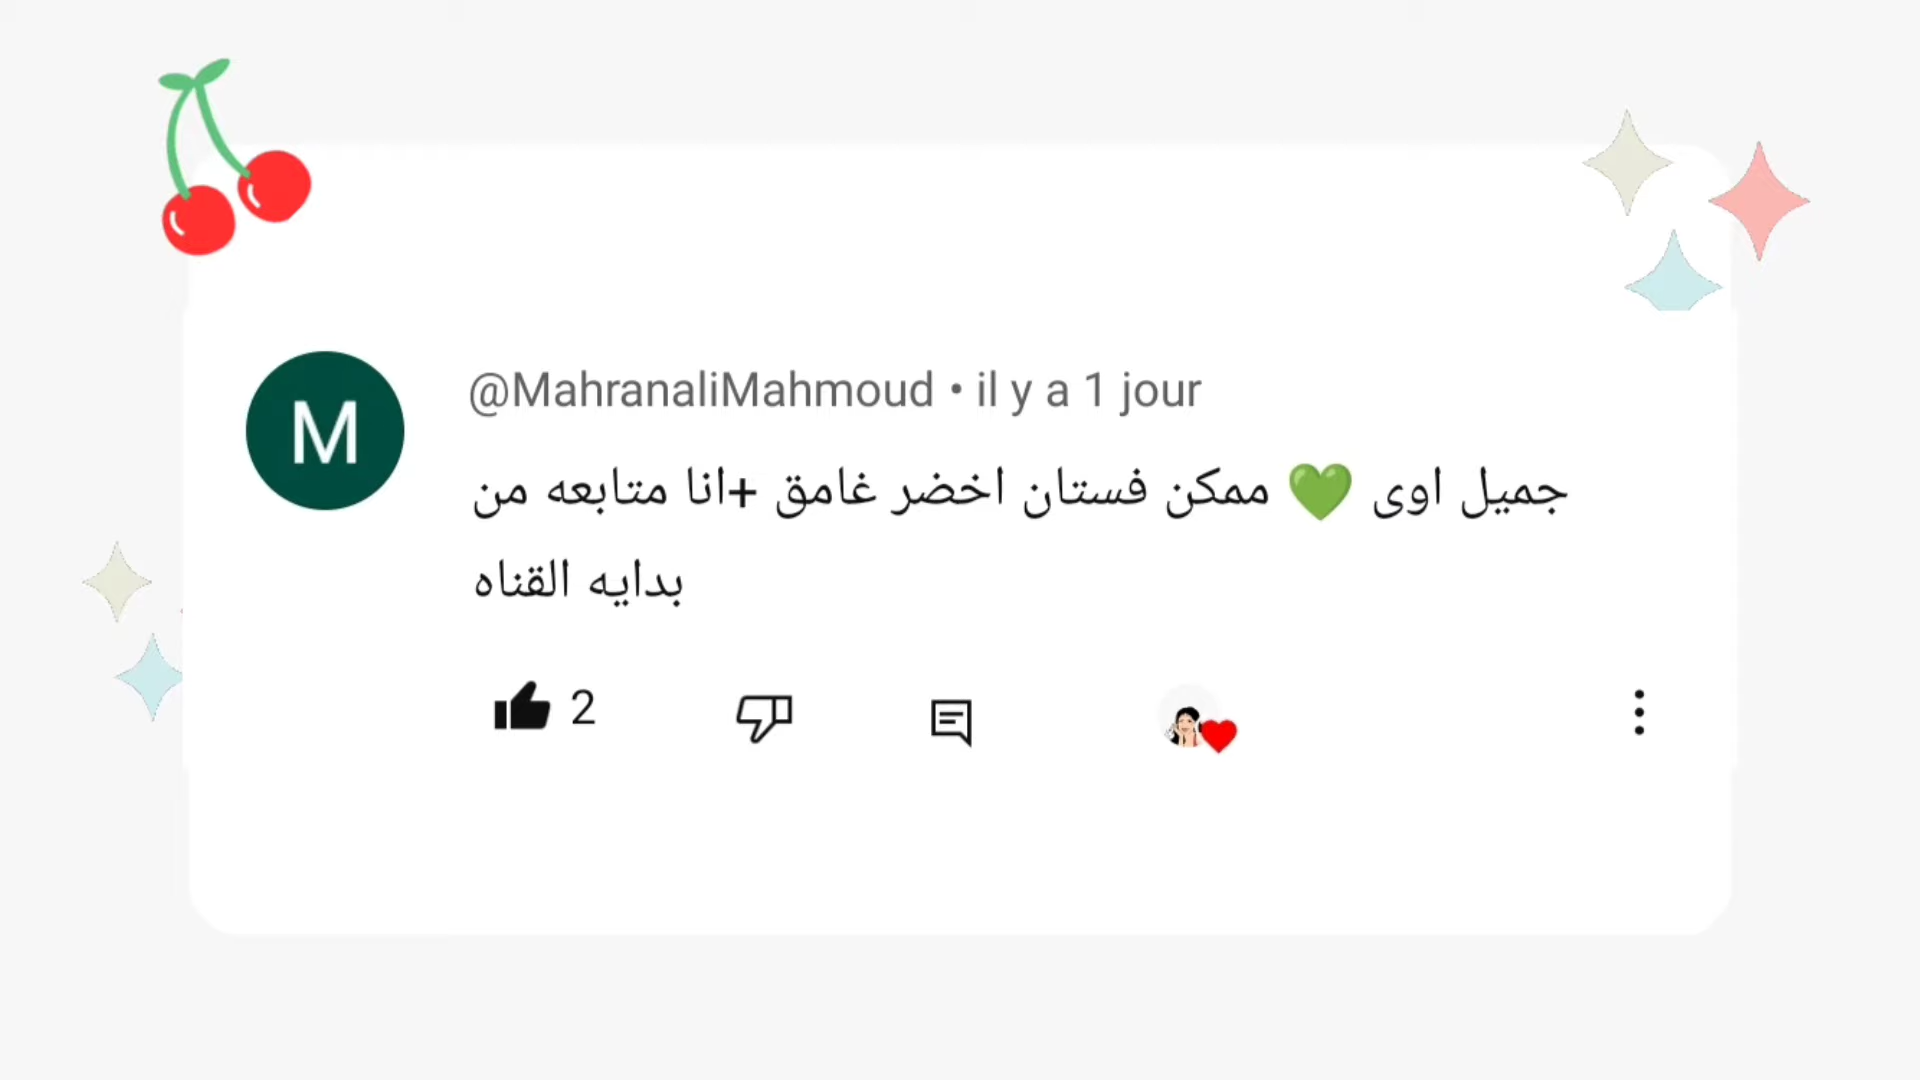 M
@MahranaliMahmoud • il y a 1 jour
جميل اوى 💚 ممكن فستان اخضر غامق +انا متابعه من
بدايه القناه
2